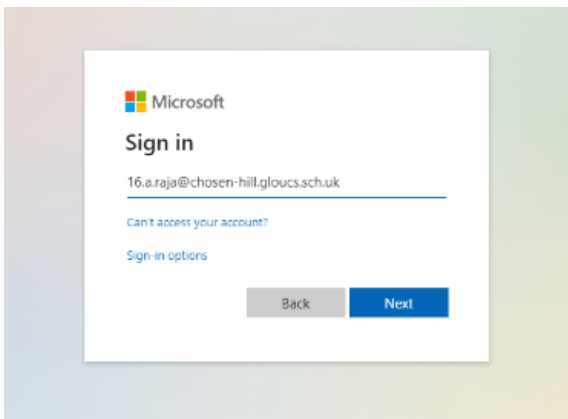 Microsoft
Sign in
16.a.raja@chosen-hill.gloucs.sch.uk
Can't access your account?
Sign-in options
Back Next